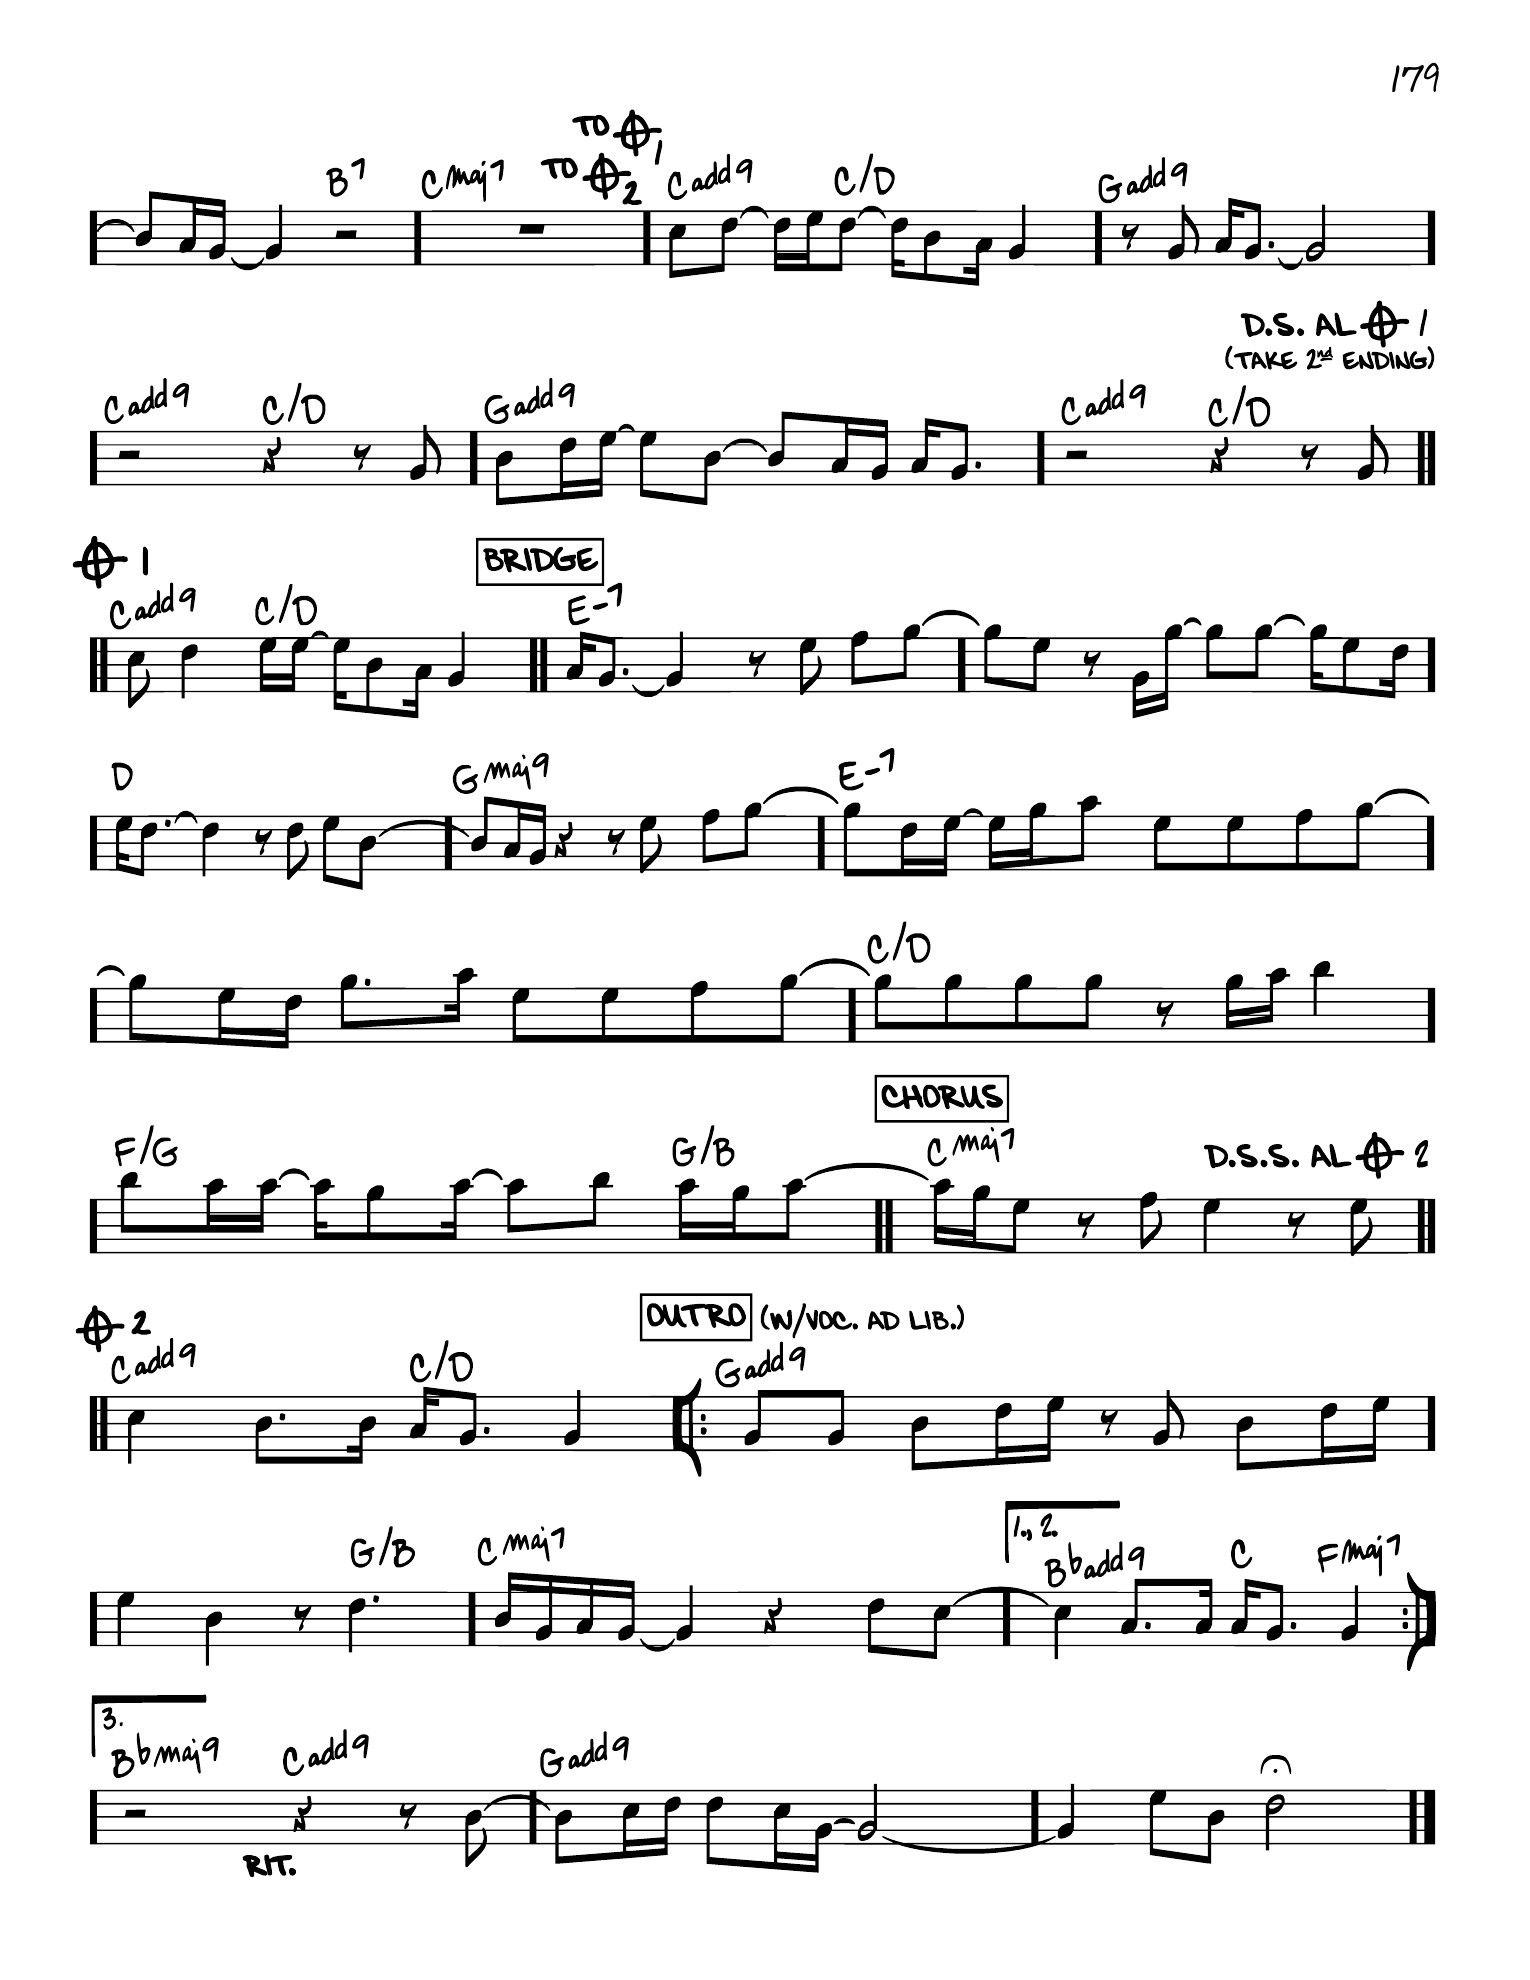 179
TO 1
B7 Cmaj7 TO 2 Cadd9 C/D Gadd9
D.S. AL 1
(TAKE 2nd ENDING)
Cadd9 C/D Gadd9 Cadd9 C/D
1 BRIDGE
Cadd9 C/D E-7
D Gmaj9 E-7
C/D
CHORUS
F/G G/B Cmaj7 D.S.S. AL 2
2 OUTRO (W/VOC. AD LIB.)
Cadd9 C/D Gadd9
1., 2.
G/B Cmaj7 Bbadd9 C Fmaj7
3.
Bbmaj9 Cadd9 Gadd9
RIT.